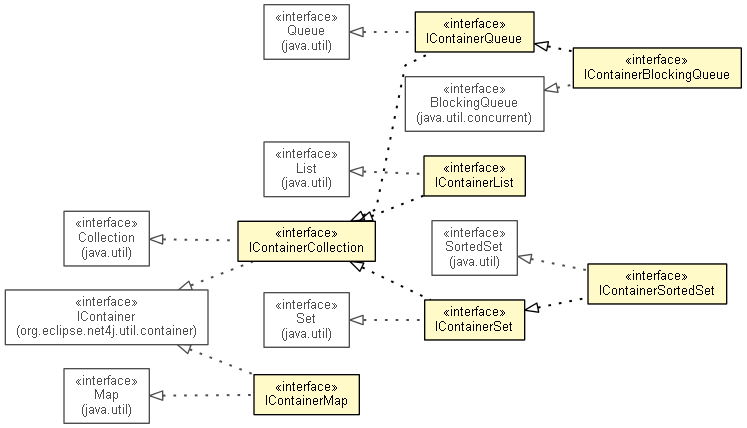 «interface»
Queue
(java.util)
«interface»
IContainerQueue
«interface»
IContainerBlockingQueue
«interface»
BlockingQueue
(java.util.concurrent)
«interface»
List
(java.util)
«interface»
IContainerList
«interface»
Collection
(java.util)
«interface»
IContainerCollection
«interface»
SortedSet
(java.util)
«interface»
IContainerSortedSet
«interface»
IContainer
(org.eclipse.net4j.util.container)
«interface»
Set
(java.util)
«interface»
IContainerSet
«interface»
Map
(java.util)
«interface»
IContainerMap